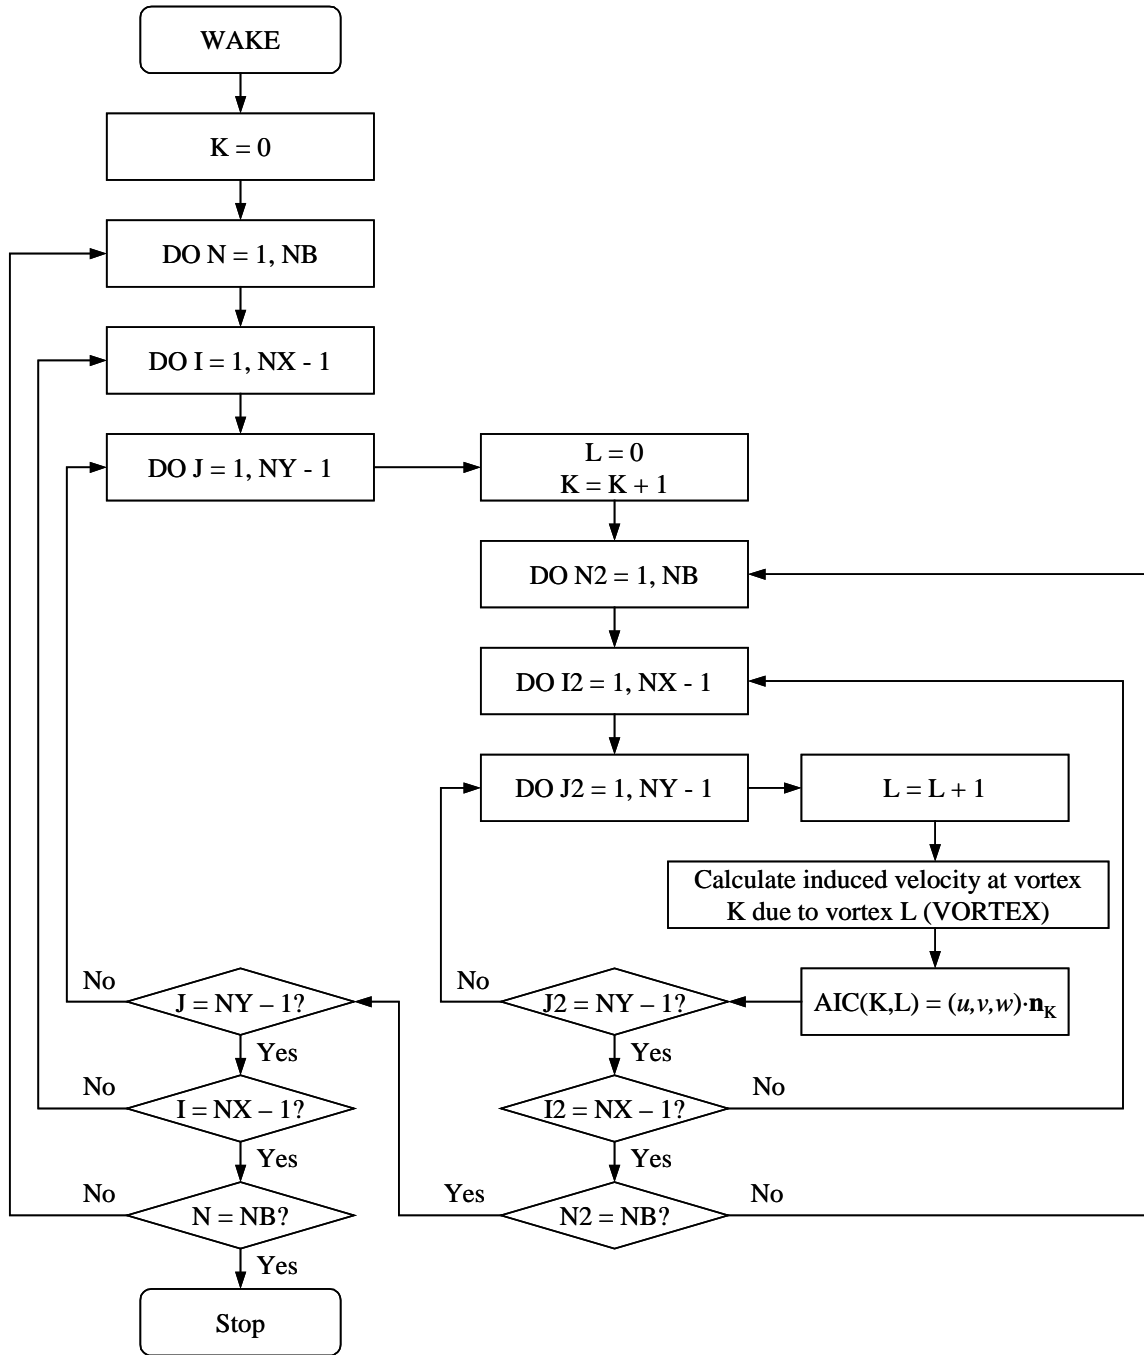 WAKE
K = 0
DO N = 1, NB
DO I = 1, NX - 1
DO J = 1, NY - 1
L = 0
K = K + 1
DO N2 = 1, NB
DO I2 = 1, NX - 1
DO J2 = 1, NY - 1
L = L + 1
Calculate induced velocity at vortex
K due to vortex L (VORTEX)
AIC(K,L) = (u,v,w)·n_K
No
J2 = NY – 1?
Yes
I2 = NX – 1?
No
Yes
N2 = NB?
No
Yes
No
J = NY – 1?
Yes
No
I = NX – 1?
Yes
No
N = NB?
Yes
Stop